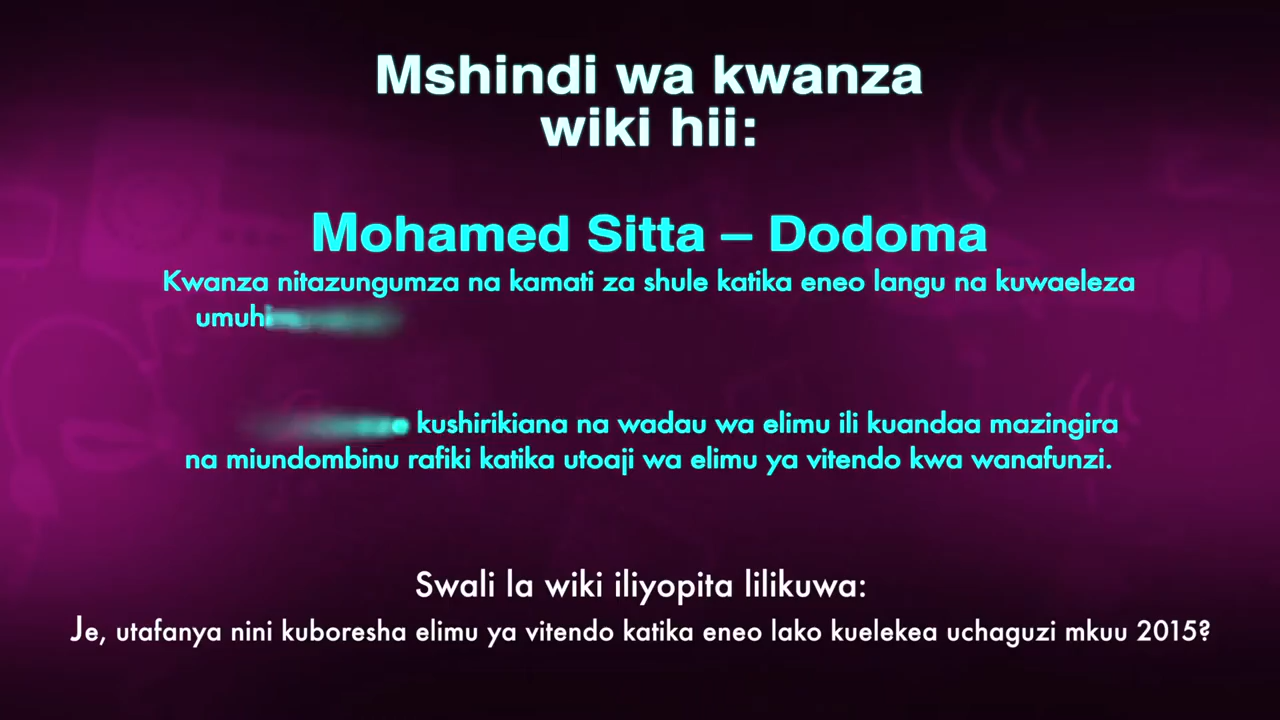 Mshindi wa kwanza
wiki hii:
Mohamed Sitta – Dodoma
Kwanza nitazungumza na kamati za shule katika eneo langu na kuwaeleza
kushirikiana na wadau wa elimu ili kuandaa mazingira
na miundombinu rafiki katika utoaji wa elimu ya vitendo kwa wanafunzi.
Swali la wiki iliyopita lilikuwa:
Je, utafanya nini kuboresha elimu ya vitendo katika eneo lako kuelekea uchaguzi mkuu 2015?